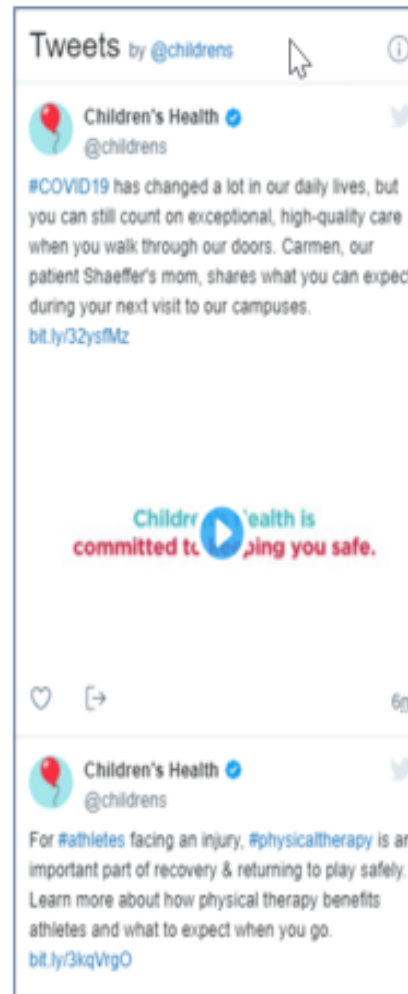 Tweets by @childrens
Children's Health
@childrens
#COVID19 has changed a lot in our daily lives, but
you can still count on exceptional, high-quality care
when you walk through our doors. Carmen, our
patient Shaeffer's mom, shares what you can expect
during your next visit to our campuses.
bit.ly/32ysfMz
Health is
committed to keeping you safe.
Children's Health
@childrens
For #athletes facing an injury, #physicaltherapy is an
important part of recovery & returning to play safely.
Learn more about how physical therapy benefits
athletes and what to expect when you go.
bit.ly/3kqVrgO